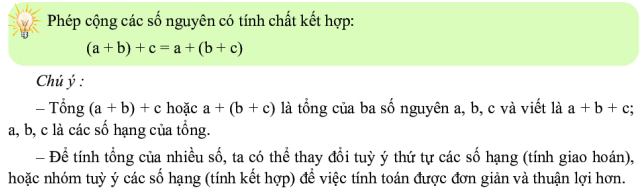 Phép cộng các số nguyên có tính chất kết hợp:
(a + b) + c = a + (b + c)
Chú ý :
– Tổng (a + b) + c hoặc a + (b + c) là tổng của ba số nguyên a, b, c và viết là a + b + c;
a, b, c là các số hạng của tổng.
– Để tính tổng của nhiều số, ta có thể thay đổi tuỳ ý thứ tự các số hạng (tính giao hoán),
hoặc nhóm tuỳ ý các số hạng (tính kết hợp) để việc tính toán được đơn giản và thuận lợi hơn.